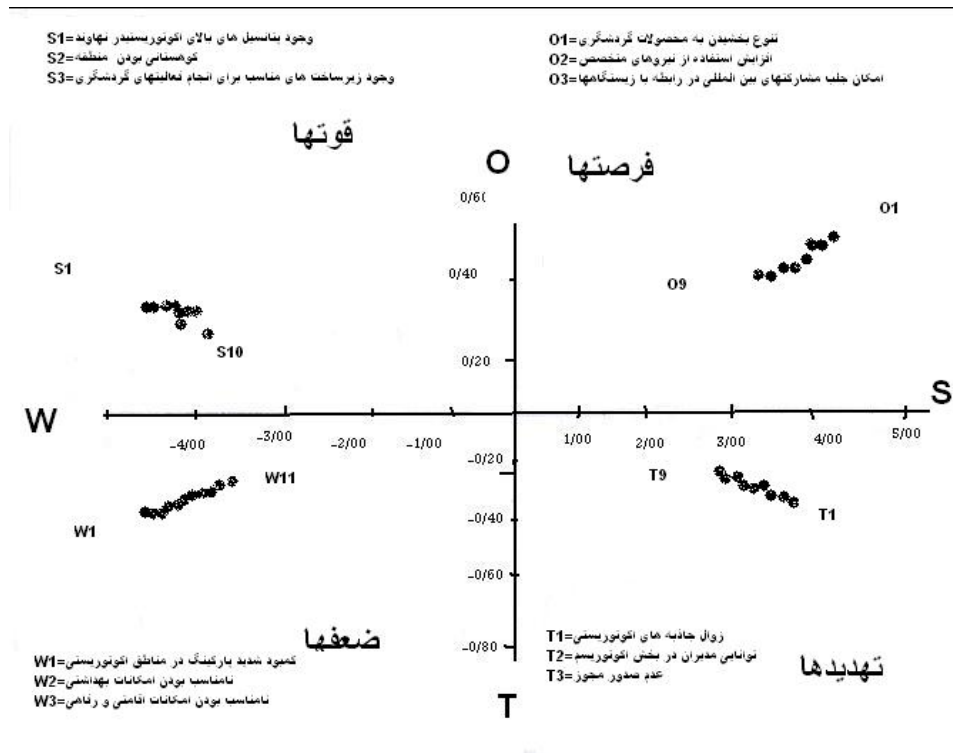 S1=وجود پتانسیل های بالای اکوتوریستیدر نهاوند
S2=کوهستانی بودن منطقه
S3=وجود زیرساخت های مناسب برای انجام فعالیتهای گردشگری
O1=تنوع بخشیدن به محصولات گردشگری
O2=افزایش استفاده از نیروهای متخصص
O3=امکان جلب مشارکتهای بین المللی در رابطه با زیستگاهها
قوتها
O
فرصتها
0/60
O1
S1
0/40
O9
S10
0/20
W
S
-4/00 -3/00 -2/00 -1/00 1/00 2/00 3/00 4/00 5/00
-0/20
W11
T9
W1
-0/40
T1
-0/60
ضعفها
-0/80
تهدیدها
W1=کمبود شدید پارکینگ در مناطق اکوتوریستی
W2=نامناسب بودن امکانات بهداشتی
W3=نامناسب بودن امکانات اقامتی و رفاهی
T1=زوال جاذبه های اکوتوریستی
T2=توانایی مدیران در بخش اکوتوریسم
T3=عدم صدور مجوز
T